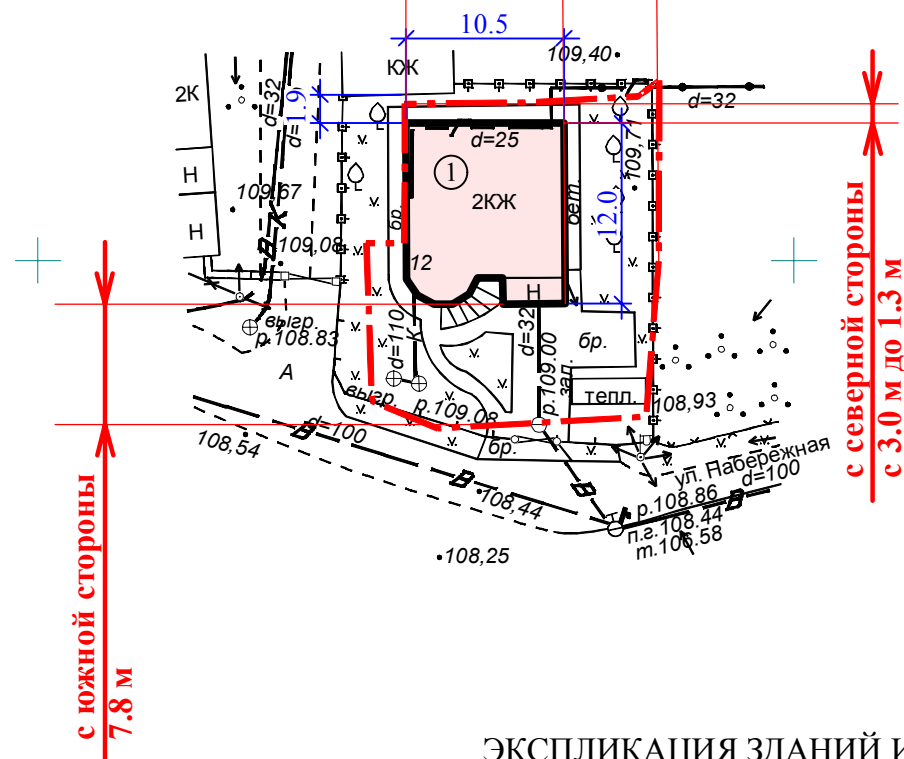 10.5
109,40
КЖ
2К
d=32
d=
1.9
d=32
d=25
109,71
1
Н
109,67
2КЖ
бр.
бет.
12.0
Н
В
К
109,08
12
Н
выгр.
р.108.83
А
d=110
К
d=32
р.109.00
зал.
бр.
тепл.
выгр.
р.109.08
108,93
108,54
В
d=100
бр.
ул. Набережная
В
108,44
В
р.108.86
d=100
В
п.г.108.44
т.106.58
108,25
с северной стороны
с 3.0 м до 1.3 м
с южной стороны
7.8 м
ЭКСПЛИКАЦИЯ ЗДАНИЙ И